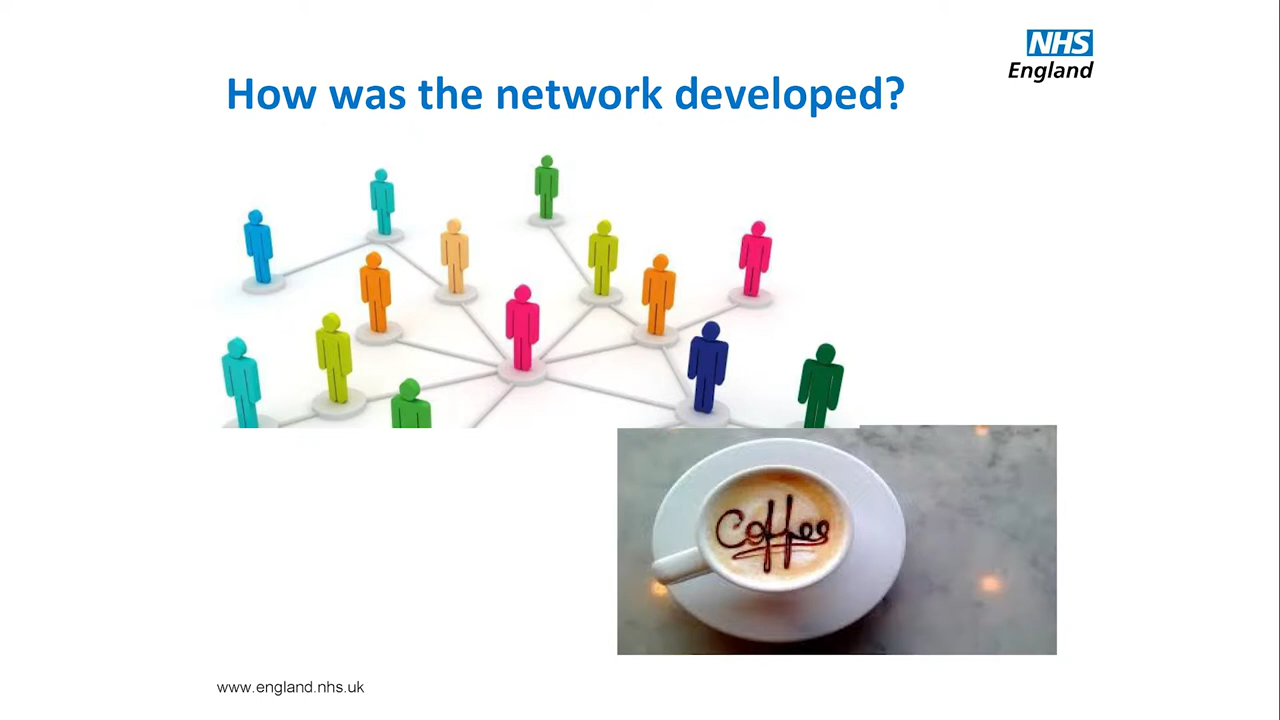 NHS
England
How was the network developed?
Coffee
www.england.nhs.uk